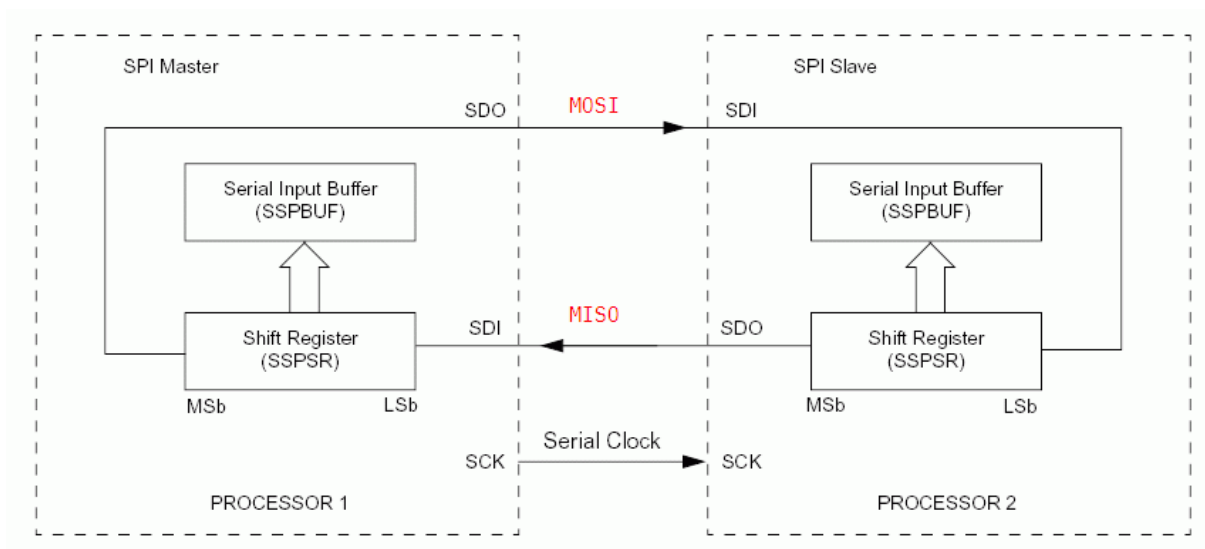 SPI Master
SPI Slave
SDO
MOSI
SDI
Serial Input Buffer
(SSPBUF)
Serial Input Buffer
(SSPBUF)
SDI
MISO
SDO
Shift Register
(SSPSR)
Shift Register
(SSPSR)
MSb
LSb
MSb
LSb
SCK
Serial Clock
SCK
PROCESSOR 1
PROCESSOR 2